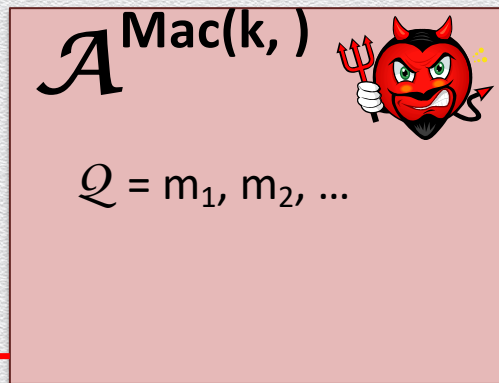 𝒜 Mac(k, )
𝒬 = m₁, m₂, ...